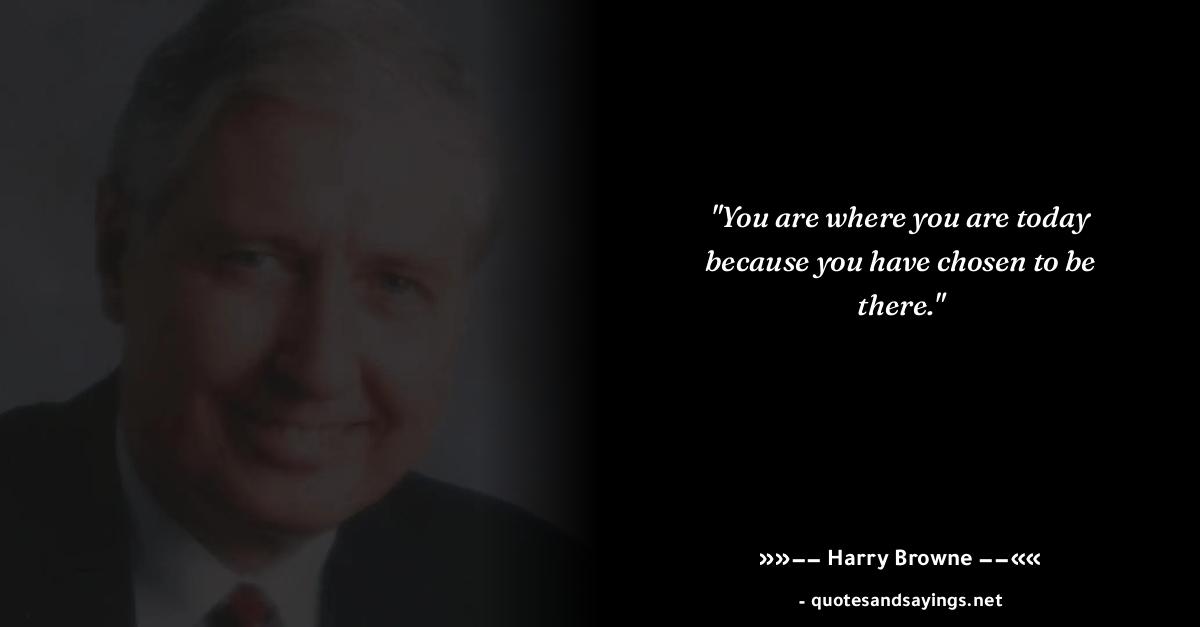 "You are where you are today
because you have chosen to be
there."
»»–– Harry Browne ––««
- quotesandsayings.net